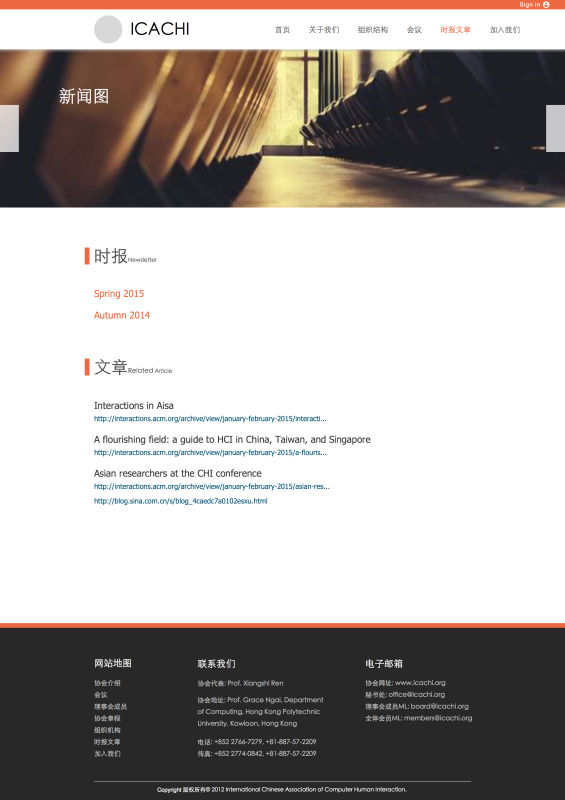 Sign in
ICACHI
首页 关于我们 组织结构 会议 时报文章 加入我们
新闻图
时报Newsletter
Spring 2015
Autumn 2014
文章Related Article
Interactions in Aisa
http://interactions.acm.org/archive/view/january-february-2015/interacti...
A flourishing field: a guide to HCI in China, Taiwan, and Singapore
http://interactions.acm.org/archive/view/january-february-2015/a-flouris...
Asian researchers at the CHI conference
http://interactions.acm.org/archive/view/january-february-2015/asian-res...
http://blog.sina.com.cn/s/blog_4caedc7a0102esxu.html
网站地图
协会介绍
会议
理事会成员
协会章程
组织机构
时报文章
加入我们
联系我们
协会代表: Prof. Xiangshi Ren
协会地址: Prof. Grace Ngai, Department
of Computing, Hong Kong Polytechnic
University, Kowloon, Hong Kong
电话: +852 2766-7279, +81-887-57-2209
传真: +852 2774-0842, +81-887-57-2209
电子邮箱
协会网址: www.icachi.org
秘书处: office@icachi.org
理事会成员ML: board@icachi.org
全体会员ML: members@icachi.org
Copyright 版权所有© 2012 International Chinese Association of Computer Human Interaction.